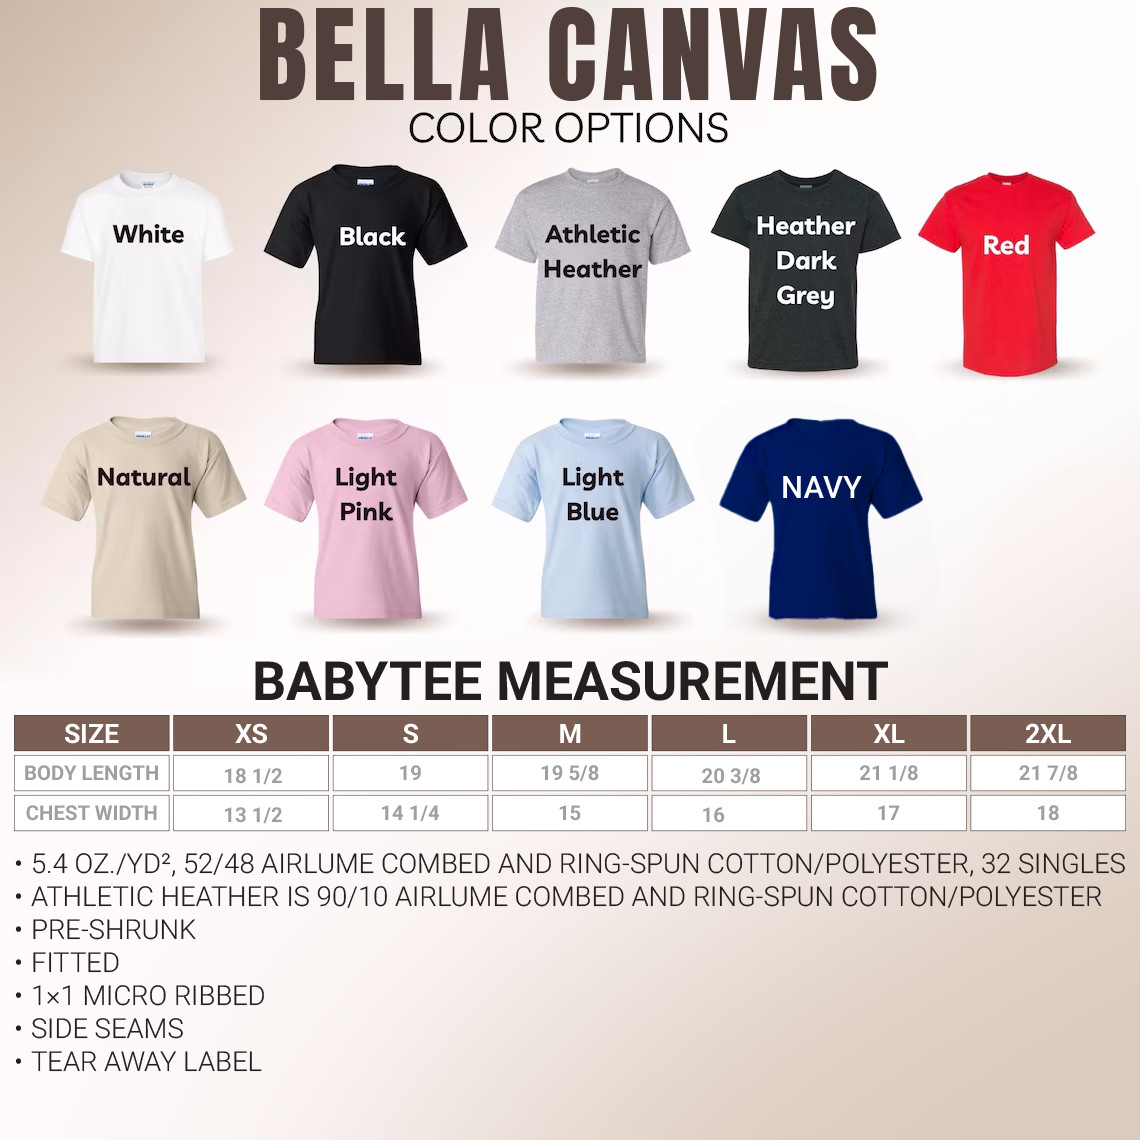 BELLA CANVAS
COLOR OPTIONS
White
Black
Athletic
Heather
Heather
Dark
Grey
Red
Natural
Light
Pink
Light
Blue
NAVY
BABYTEE MEASUREMENT
SIZE XS S M L XL 2XL
BODY LENGTH 18 1/2 19 19 5/8 20 3/8 21 1/8 21 7/8
CHEST WIDTH 13 1/2 14 1/4 15 16 17 18
• 5.4 OZ./YD², 52/48 AIRLUME COMBED AND RING-SPUN COTTON/POLYESTER, 32 SINGLES
• ATHLETIC HEATHER IS 90/10 AIRLUME COMBED AND RING-SPUN COTTON/POLYESTER
• PRE-SHRUNK
• FITTED
• 1×1 MICRO RIBBED
• SIDE SEAMS
• TEAR AWAY LABEL